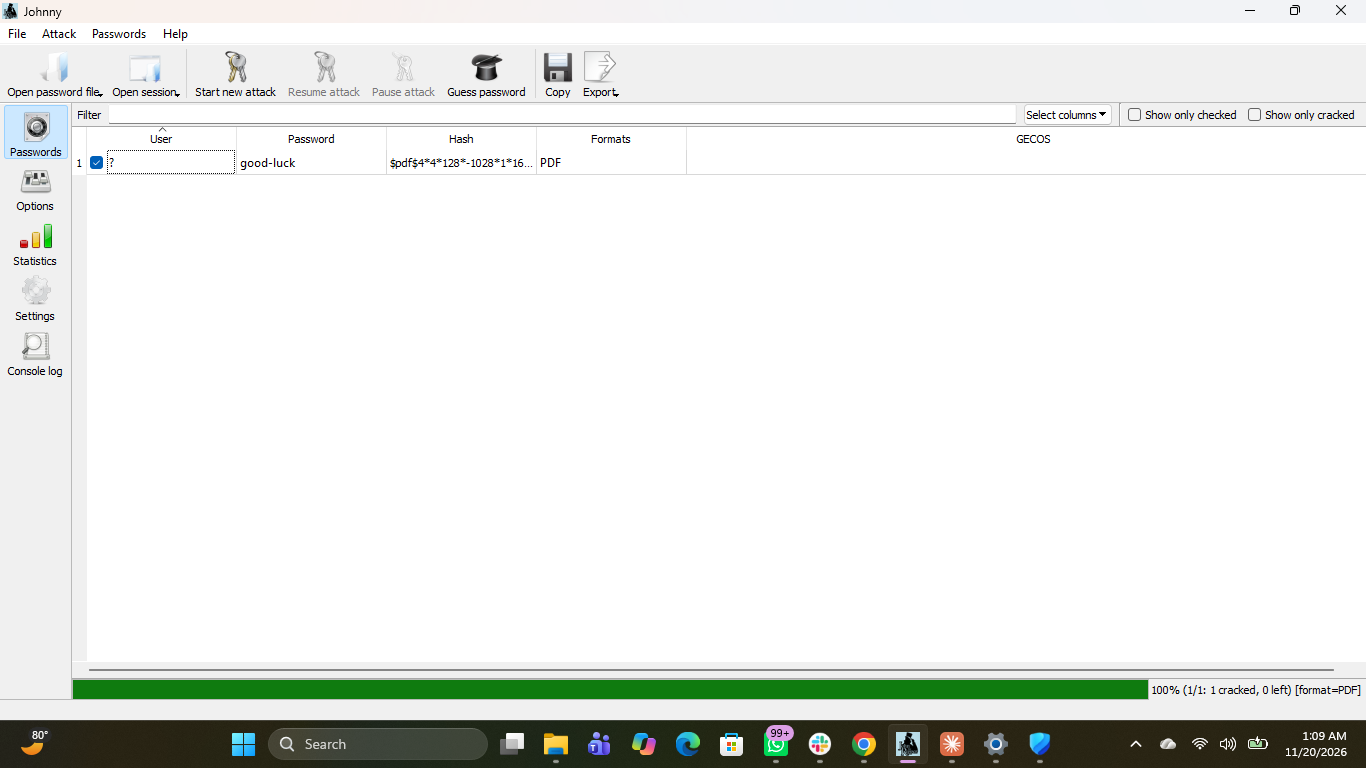 Johnny
File Attack Passwords Help
Open password file Open session Start new attack Resume attack Pause attack Guess password Copy Export
Passwords
Options
Statistics
Settings
Console log
Filter Select columns Show only checked Show only cracked
User Password Hash Formats GECOS
1 ? good-luck $pdf$4*4*128*-1028*1*16... PDF
100% (1/1: 1 cracked, 0 left) [format=PDF]
80°
Search
99+
1:09 AM
11/20/2026